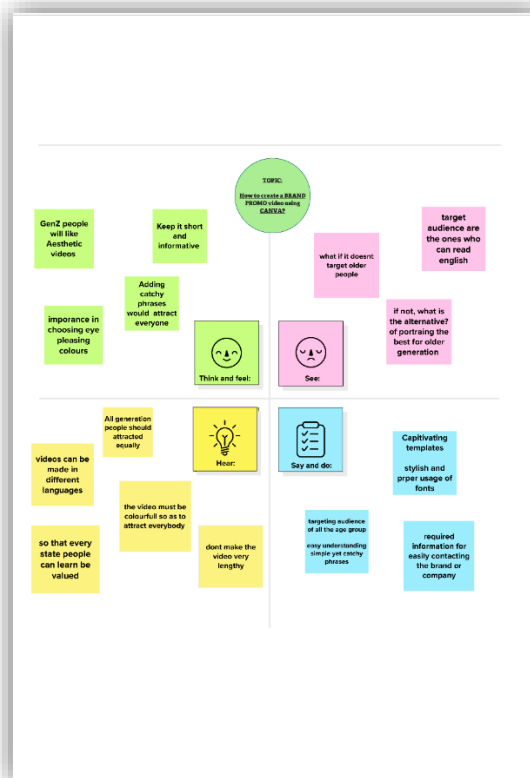 TOPIC:
How to create a BRAND
PROMO video using
CANVA?
GenZ people
will like
Aesthetic
videos
Keep it short
and
informative
Adding
catchy
phrases
would attract
everyone
imporance in
choosing eye
pleasing
colours
Think and feel:
what if it doesnt
target older
people
target
audience are
the ones who
can read
english
if not, what is
the alternative?
of portraing the
best for older
generation
See:
All generation
people should
attracted
equally
videos can be
made in
different
languages
the video must be
colourfull so as to
attract everybody
so that every
state people
can learn be
valued
dont make the
video very
lengthy
Hear:
Say and do:
Capitivating
templates
stylish and
prper usage of
fonts
targeting audience
of all the age group
easy understanding
simple yet catchy
phrases
required
information for
easily contacting
the brand or
company